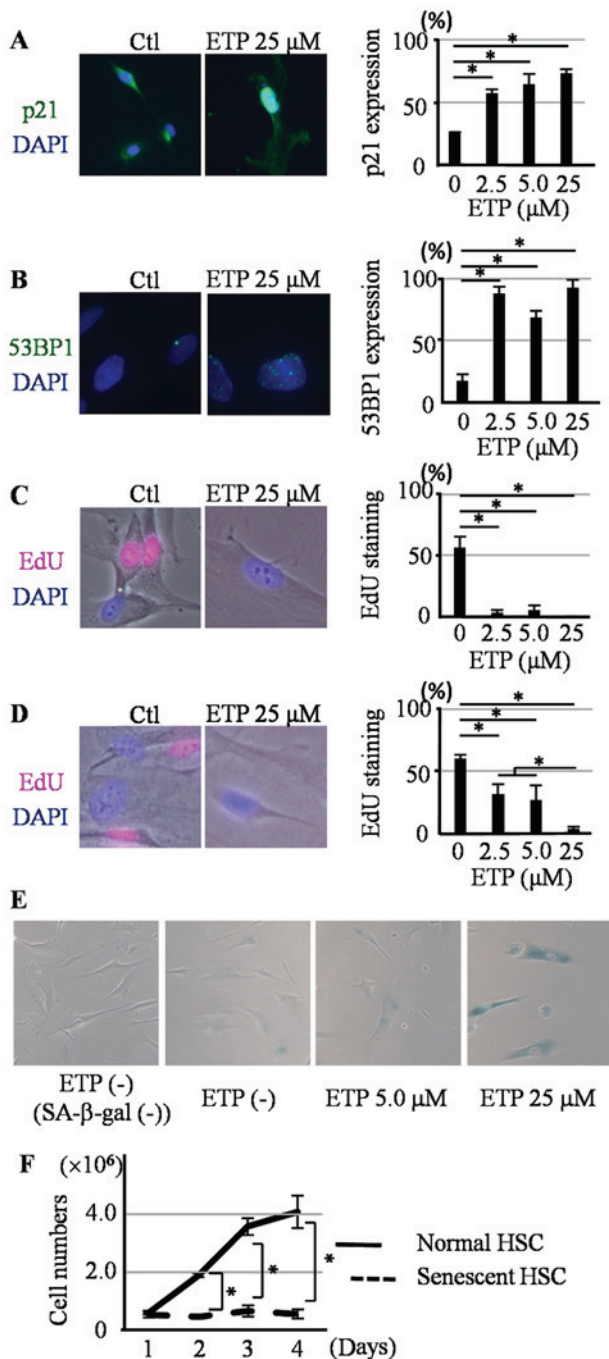 A
Ctl
ETP 25 μM
p21
DAPI
(%)
p21 expression
100
50
0
0 2.5 5.0 25
ETP (μM)
* * *
B
Ctl
ETP 25 μM
53BP1
DAPI
(%)
53BP1 expression
100
50
0
0 2.5 5.0 25
ETP (μM)
* * *
C
Ctl
ETP 25 μM
EdU
DAPI
(%)
EdU staining
100
50
0
0 2.5 5.0 25
ETP (μM)
* * *
D
Ctl
ETP 25 μM
EdU
DAPI
(%)
EdU staining
100
50
0
0 2.5 5.0 25
ETP (μM)
* * * *
E
ETP (-)
(SA-β-gal (-))
ETP (-)
ETP 5.0 μM
ETP 25 μM
F
(×10⁶)
Cell numbers
4.0
2.0
0
1 2 3 4 (Days)
* * *
Normal HSC
Senescent HSC